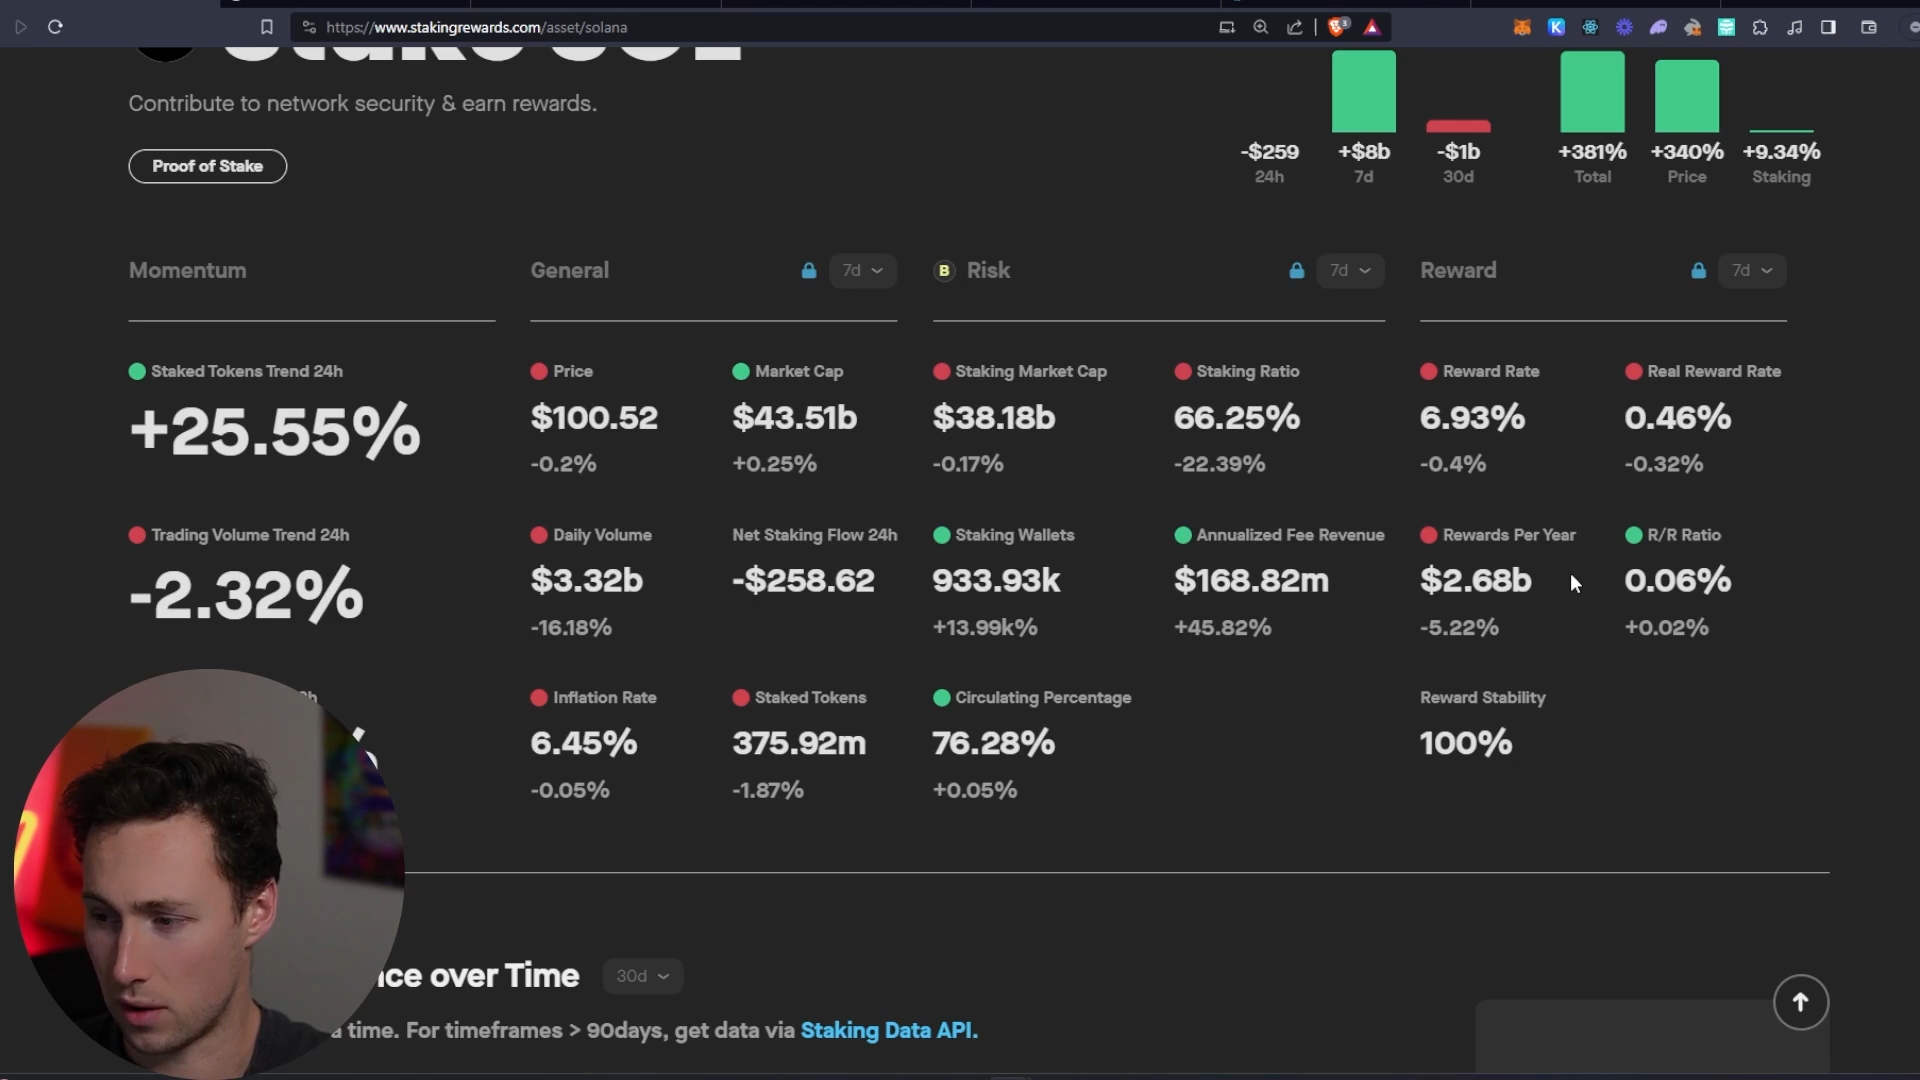 https://www.stakingrewards.com/asset/solana
3
Contribute to network security & earn rewards.
Proof of Stake
-$259
24h
+$8b
7d
-$1b
30d
+381%
Total
+340%
Price
+9.34%
Staking
Momentum
General
7d
B Risk
7d
Reward
7d
Staked Tokens Trend 24h
+25.55%
Price
$100.52
-0.2%
Market Cap
$43.51b
+0.25%
Staking Market Cap
$38.18b
-0.17%
Staking Ratio
66.25%
-22.39%
Reward Rate
6.93%
-0.4%
Real Reward Rate
0.46%
-0.32%
Trading Volume Trend 24h
-2.32%
Daily Volume
$3.32b
-16.18%
Net Staking Flow 24h
-$258.62
Staking Wallets
933.93k
+13.99k%
Annualized Fee Revenue
$168.82m
+45.82%
Rewards Per Year
$2.68b
-5.22%
R/R Ratio
0.06%
+0.02%
Inflation Rate
6.45%
-0.05%
Staked Tokens
375.92m
-1.87%
Circulating Percentage
76.28%
+0.05%
Reward Stability
100%
over Time
30d
a time. For timeframes > 90days, get data via Staking Data API.